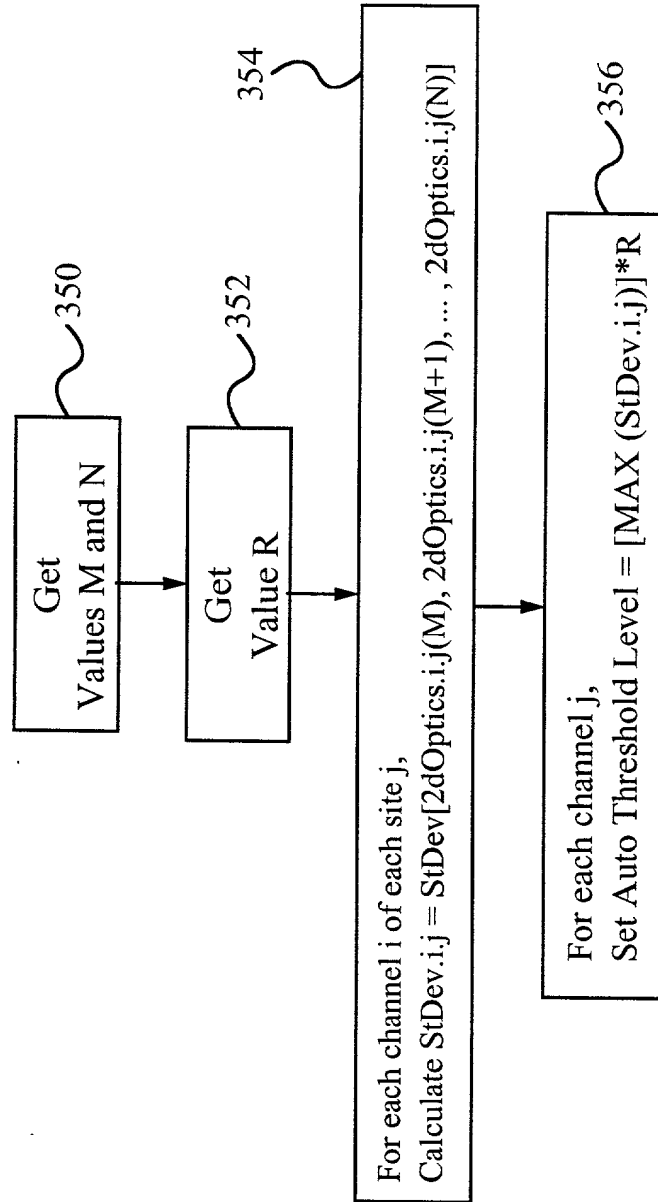 Get
Values M and N
350
Get
Value R
352
For each channel i of each site j,
Calculate StDev.i.j = StDev[2dOptics.i.j(M), 2dOptics.i.j(M+1), ... , 2dOptics.i.j(N)]
354
For each channel j,
Set Auto Threshold Level = [MAX (StDev.i.j)]*R
356